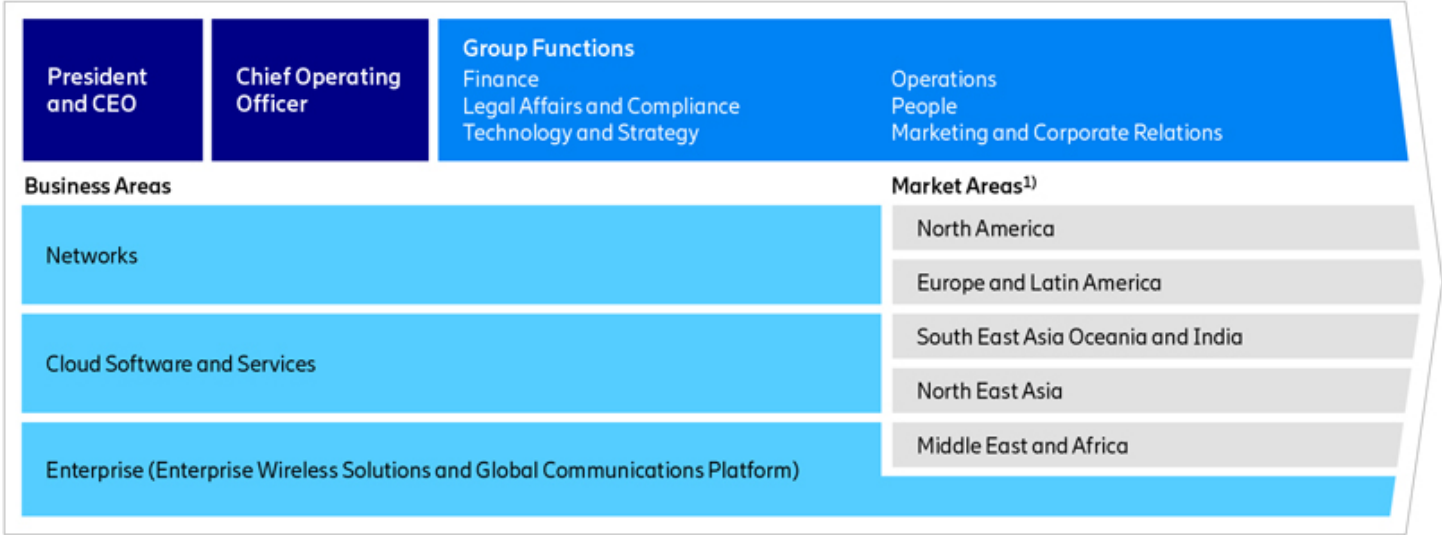 President
and CEO
Chief Operating
Officer
Group Functions
Finance
Legal Affairs and Compliance
Technology and Strategy
Operations
People
Marketing and Corporate Relations
Business Areas
Networks
Cloud Software and Services
Enterprise (Enterprise Wireless Solutions and Global Communications Platform)
Market Areas1)
North America
Europe and Latin America
South East Asia Oceania and India
North East Asia
Middle East and Africa